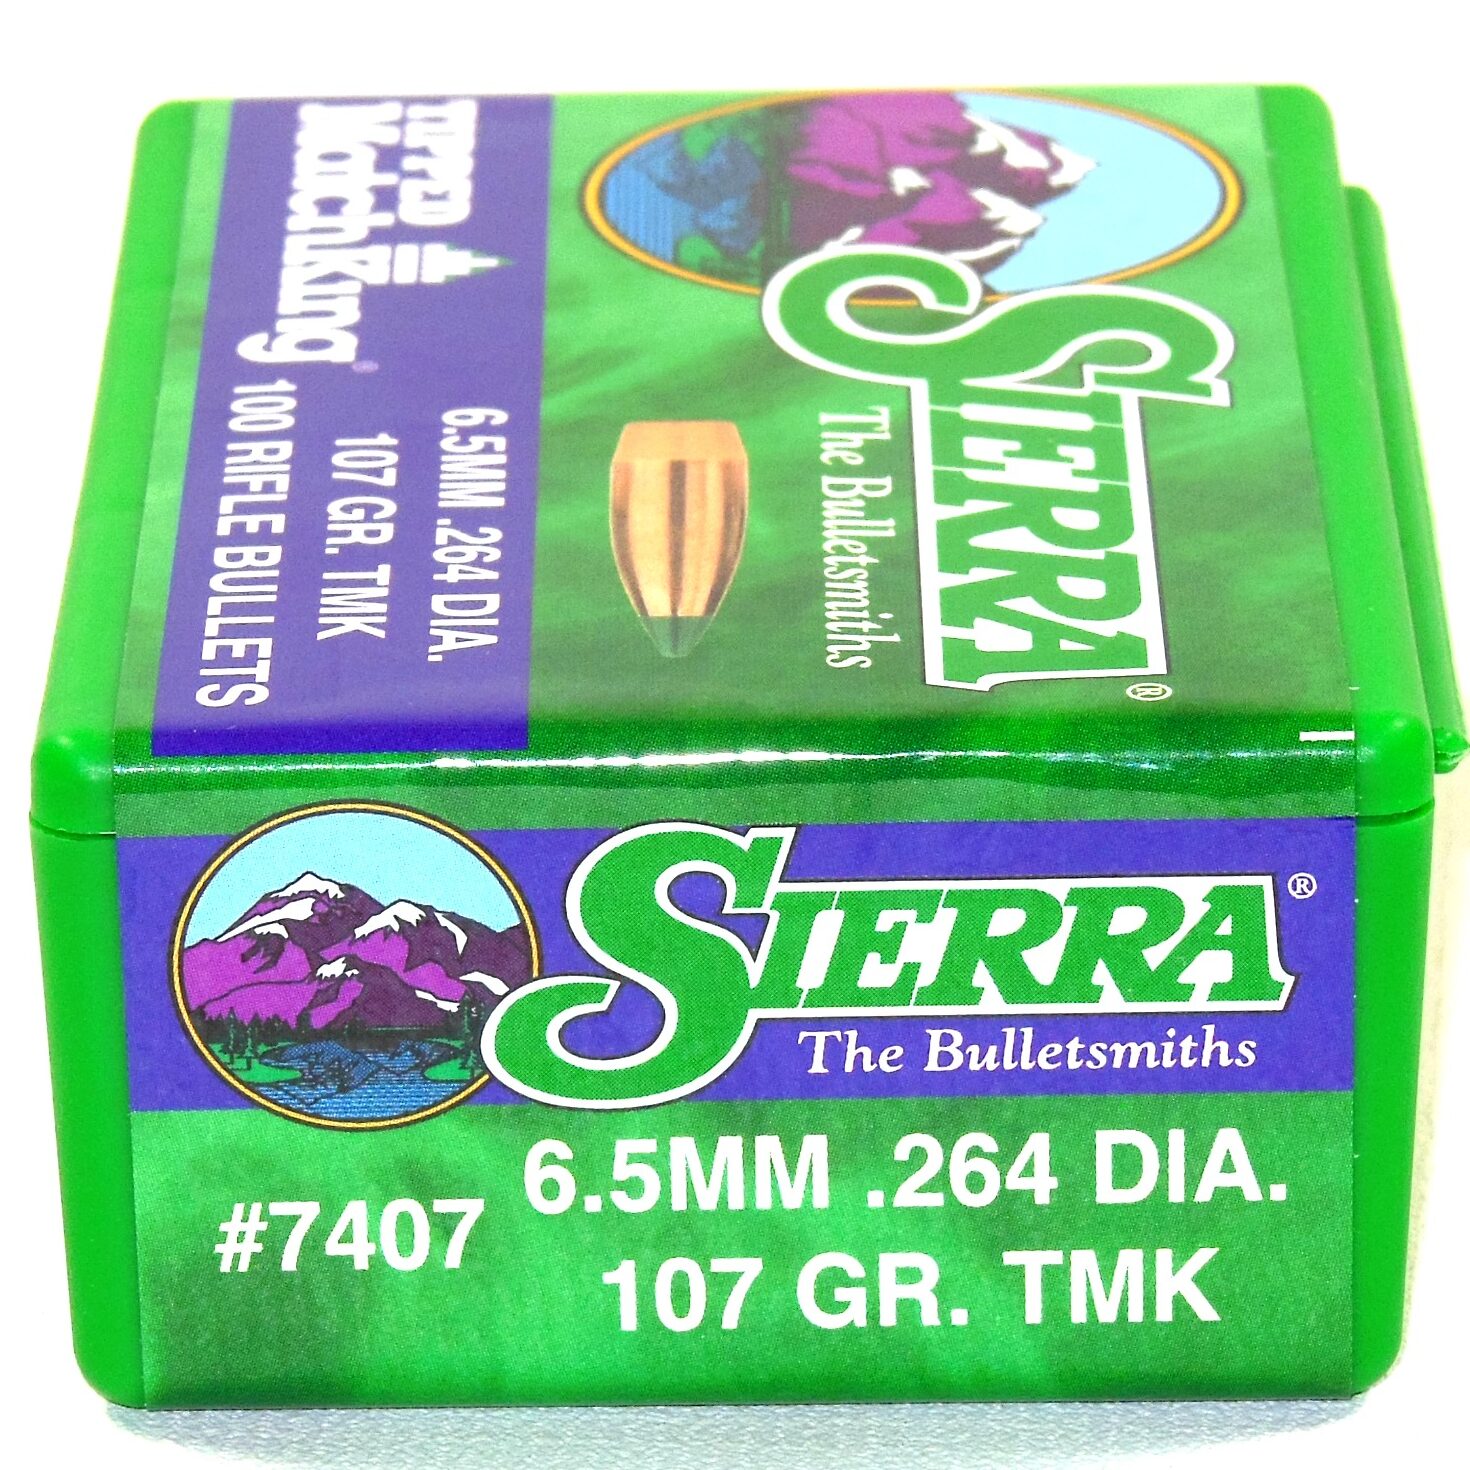 TIPPED
MatchKing®
6.5MM .264 DIA.
107 GR. TMK
100 RIFLE BULLETS
SIERRA®
The Bulletsmiths
SIERRA®
The Bulletsmiths
#7407
6.5MM .264 DIA.
107 GR. TMK